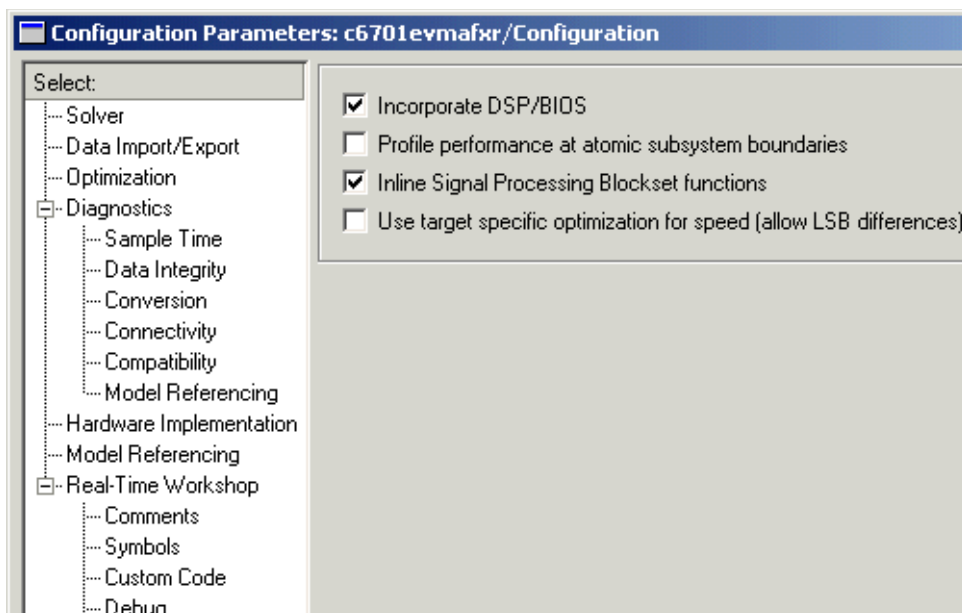 Configuration Parameters: c6701evmafxr/Configuration
Select:
Solver
Data Import/Export
Optimization
Diagnostics
Sample Time
Data Integrity
Conversion
Connectivity
Compatibility
Model Referencing
Hardware Implementation
Model Referencing
Real-Time Workshop
Comments
Symbols
Custom Code
Debug
Incorporate DSP/BIOS
Profile performance at atomic subsystem boundaries
Inline Signal Processing Blockset functions
Use target specific optimization for speed (allow LSB differences)